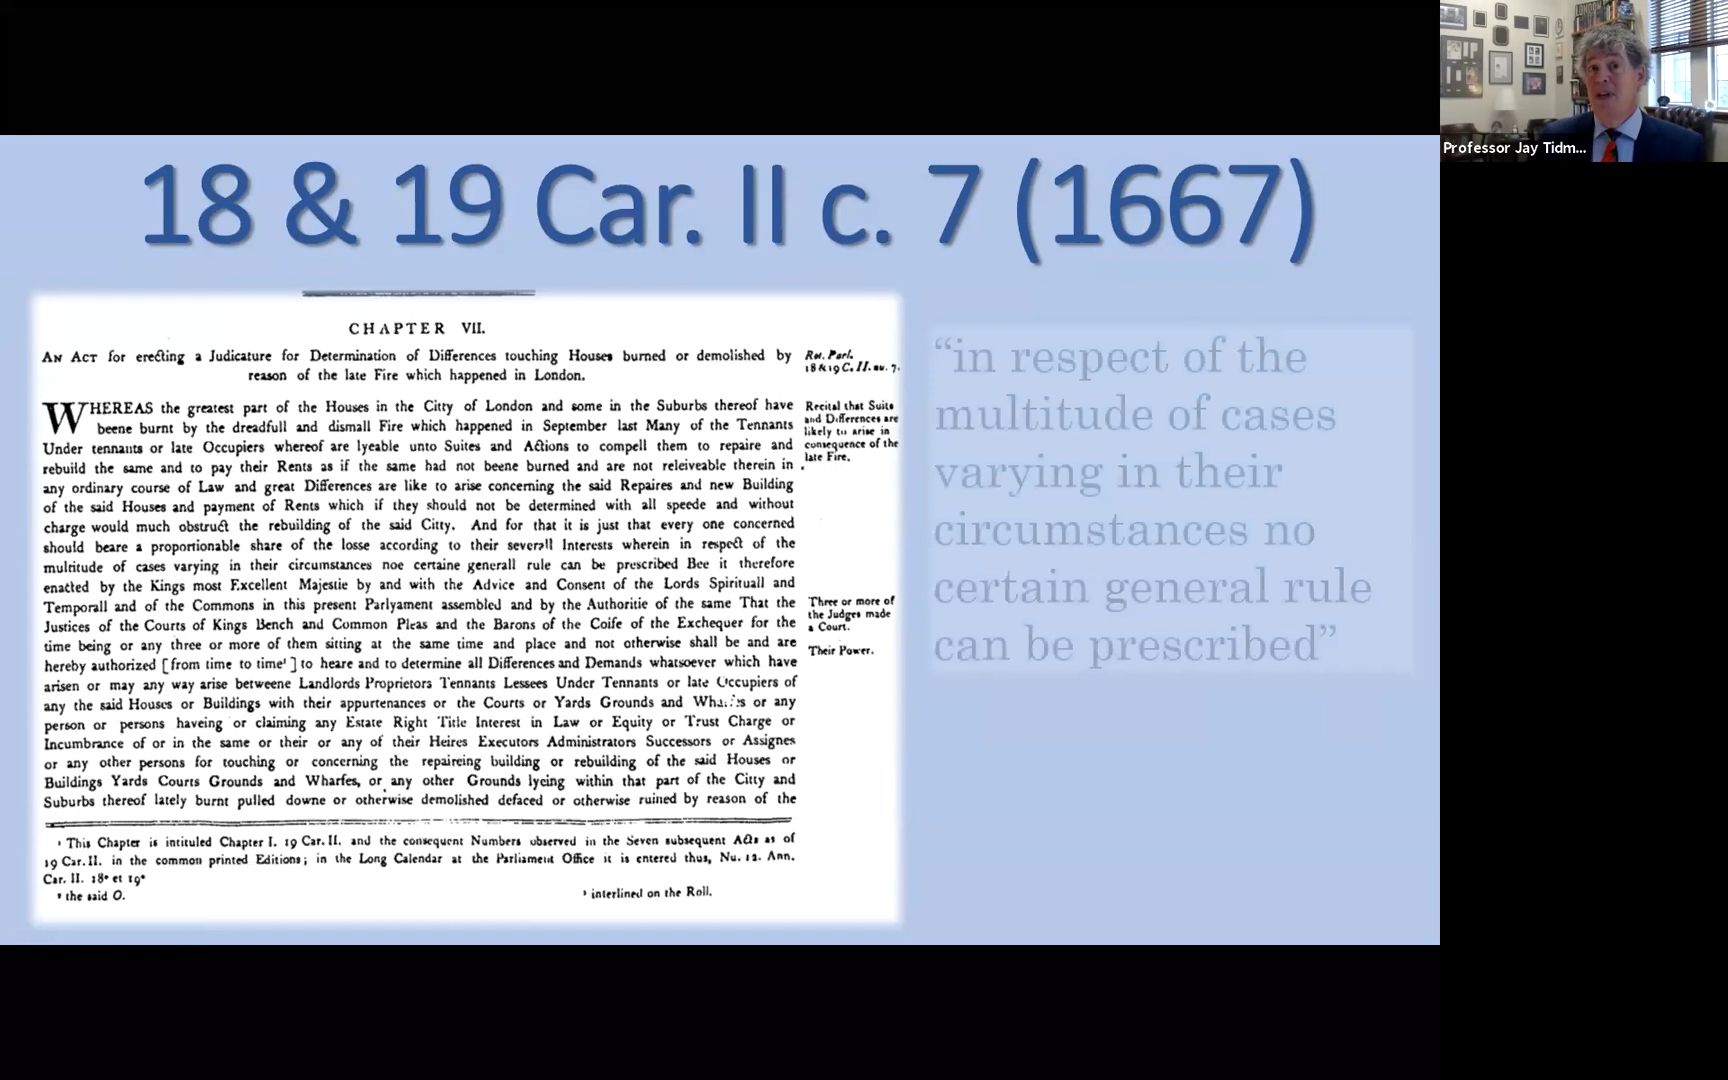 18 & 19 Car. II c. 7 (1667)
CHAPTER VII.
AN ACT for erecting a Judicature for Determination of Differences touching Houses burned or demolished by
reason of the late Fire which happened in London.
Rot. Parl.
18 & 19 C. II. nu. 7.
WHEREAS the greatest part of the Houses in the Citty of London and some in the Suburbs thereof have
beene burnt by the dreadfull and dismall Fire which happened in September last Many of the Tennants
Under tennants or late Occupiers whereof are lyeable unto Suites and Actions to compell them to repaire and
rebuild the same and to pay their Rents as if the same had not beene burned and are not releiveable therein in
any ordinary course of Law and great Differences are like to arise concerning the said Repaires and new Building
of the said Houses and payment of Rents which if they should not be determined with all speede and without
charge would much obstruct the rebuilding of the said Citty. And for that it is just that every one concerned
should beare a proportionable share of the losse according to their severall Interests wherein in respect of the
multitude of cases varying in their circumstances noe certaine generall rule can be prescribed Bee it therefore
enacted by the Kings most Excellent Majestie by and with the Advice and Consent of the Lords Spirituall and
Temporall and of the Commons in this present Parlyament assembled and by the Authoritie of the same That the
Justices of the Courts of Kings Bench and Common Pleas and the Barons of the Coife of the Exchequer for the
time being or any three or more of them sitting at the same time and place and not otherwise shall be and are
hereby authorized [from time to time³] to heare and to determine all Differences and Demands whatsoever which have
arisen or may any way arise betweene Landlords Proprietors Tennants Lessees Under Tennants or late Occupiers of
any the said Houses or Buildings with their appurtenances or the Courts or Yards Grounds and Wharfes or any
person or persons haveing or claiming any Estate Right Title Interest in Law or Equity or Trust Charge or
Incumbrance of or in the same or their or any of their Heires Executors Administrators Successors or Assignes
or any other persons for touching or concerning the repaireing building or rebuilding of the said Houses or
Buildings Yards Courts Grounds and Wharfes, or any other Grounds lyeing within that part of the Citty and
Suburbs thereof lately burnt pulled downe or otherwise demolished defaced or otherwise ruined by reason of the
Recital that Suits
and Differences are
likely to arise in
consequence of the
late Fire.
Three or more of
the Judges made
a Court.
Their Power.
¹ This Chapter is intituled Chapter I. 19 Car. II. and the consequent Numbers observed in the Seven subsequent Acts as of
19 Car. II. in the common printed Editions; in the Long Calendar at the Parliament Office it is entered thus, Nu. 12. Ann.
Car. II. 18º et 19º
² the said O.
³ interlined on the Roll.
“in respect of the
multitude of cases
varying in their
circumstances no
certain general rule
can be prescribed”
Professor Jay Tidm...